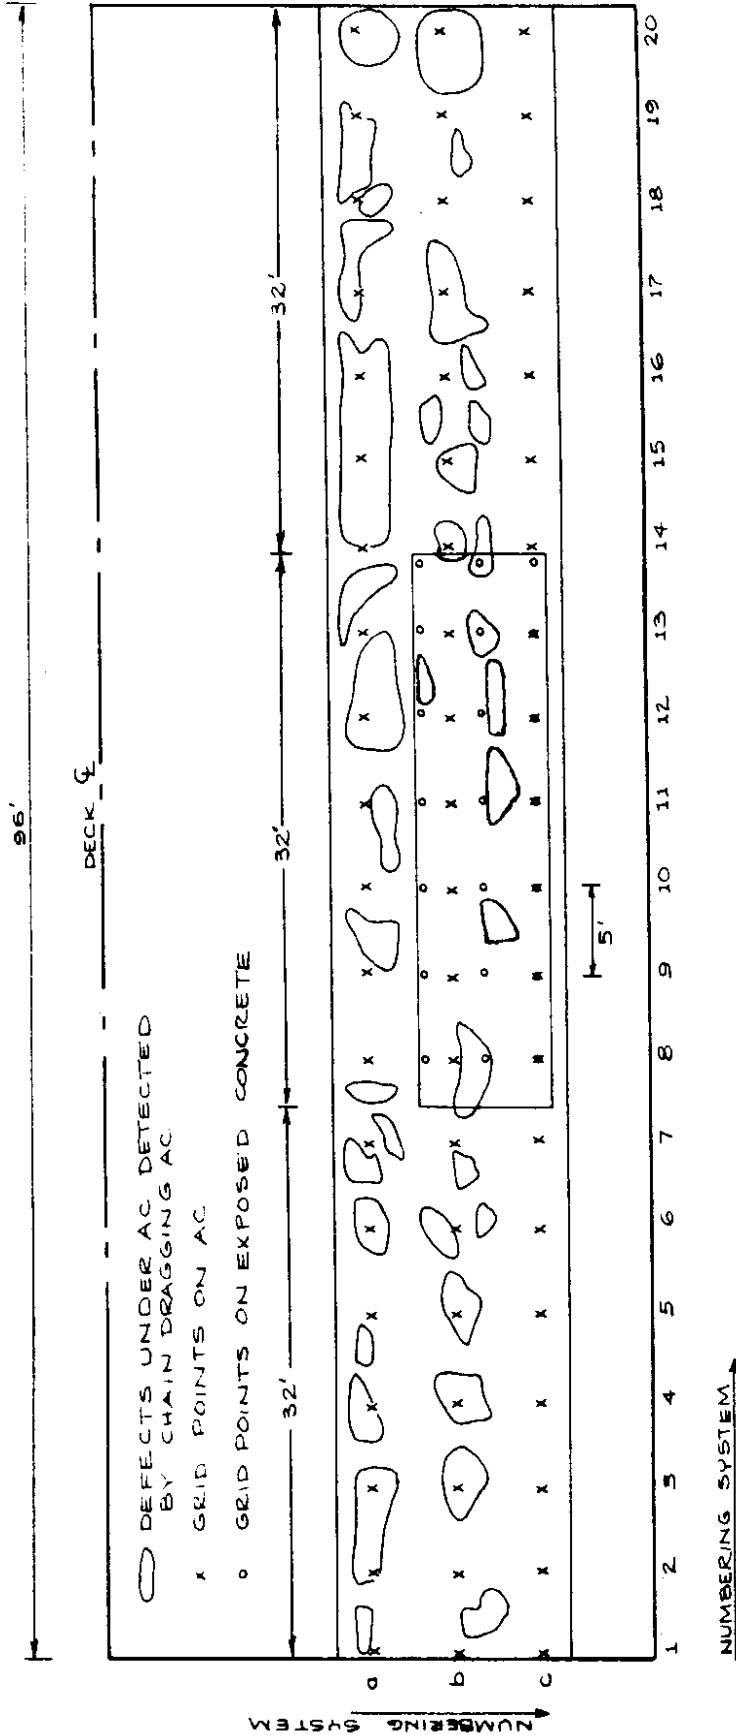 96'
DECK ℄
DEFECTS UNDER AC DETECTED
BY CHAIN DRAGGING AC
x GRID POINTS ON AC
o GRID POINTS ON EXPOSED CONCRETE
32'
32'
32'
a
b
c
5'
1 2 3 4 5 6 7 8 9 10 11 12 13 14 15 16 17 18 19 20
NUMBERING SYSTEM
NUMBERING SYSTEM